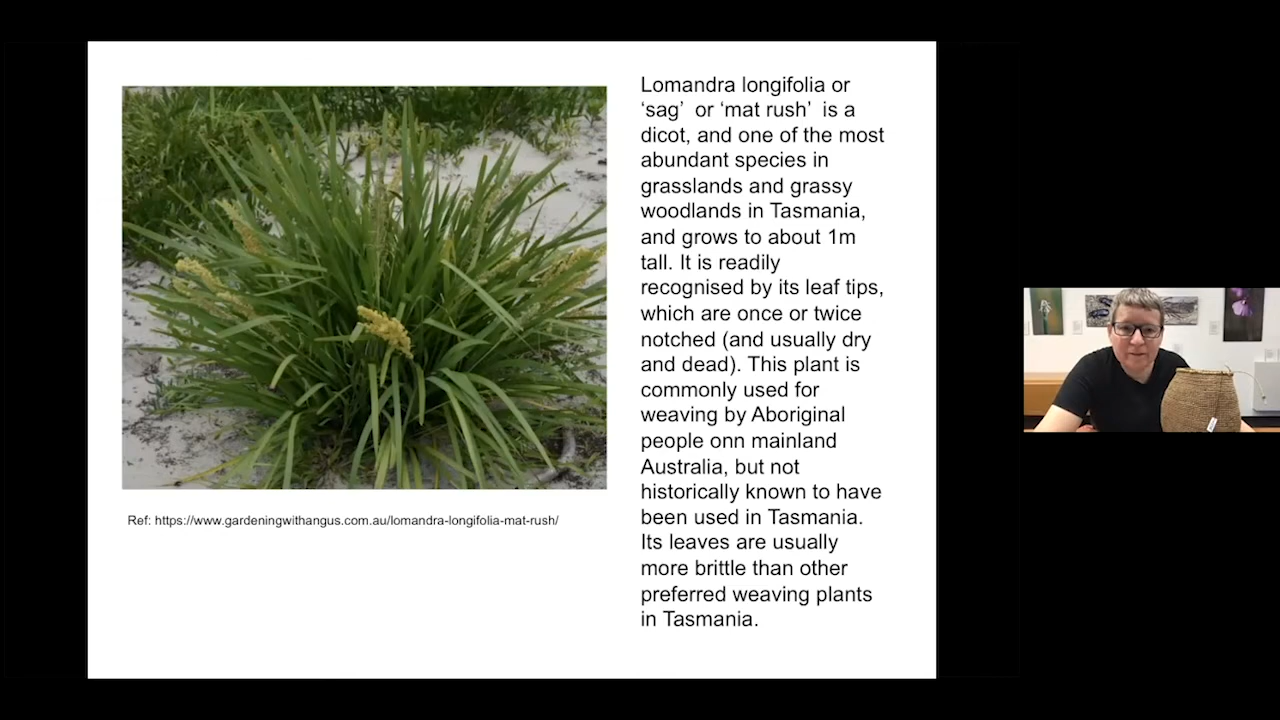 Lomandra longifolia or
‘sag’ or ‘mat rush’ is a
dicot, and one of the most
abundant species in
grasslands and grassy
woodlands in Tasmania,
and grows to about 1m
tall. It is readily
recognised by its leaf tips,
which are once or twice
notched (and usually dry
and dead). This plant is
commonly used for
weaving by Aboriginal
people onn mainland
Australia, but not
historically known to have
been used in Tasmania.
Its leaves are usually
more brittle than other
preferred weaving plants
in Tasmania.
Ref: https://www.gardeningwithangus.com.au/lomandra-longifolia-mat-rush/